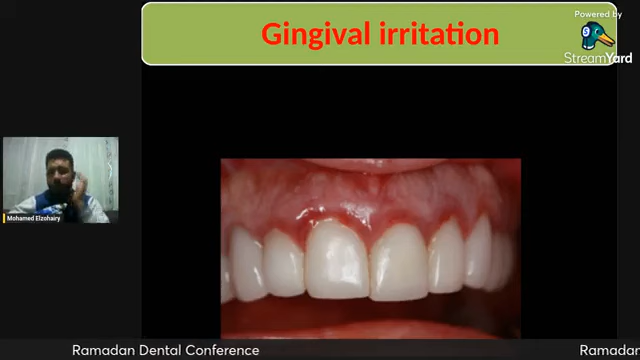 Gingival irritation
Powered by
StreamYard
Mohamed Elzohairy
Ramadan Dental Conference
Ramadan